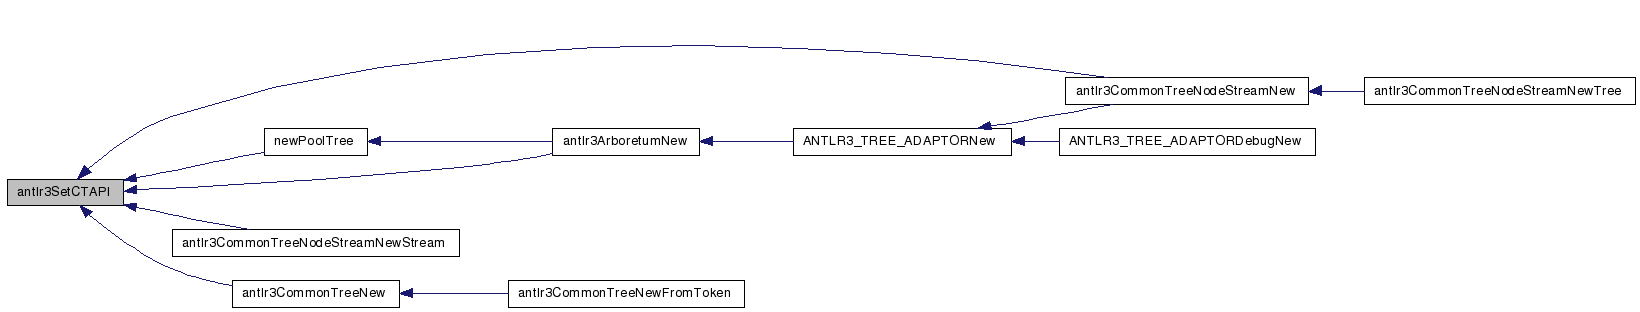 antlr3CommonTreeNodeStreamNew
antlr3CommonTreeNodeStreamNewTree
newPoolTree
antlr3ArboretumNew
ANTLR3_TREE_ADAPTORNew
ANTLR3_TREE_ADAPTORDebugNew
antlr3SetCTAPI
antlr3CommonTreeNodeStreamNewStream
antlr3CommonTreeNew
antlr3CommonTreeNewFromToken